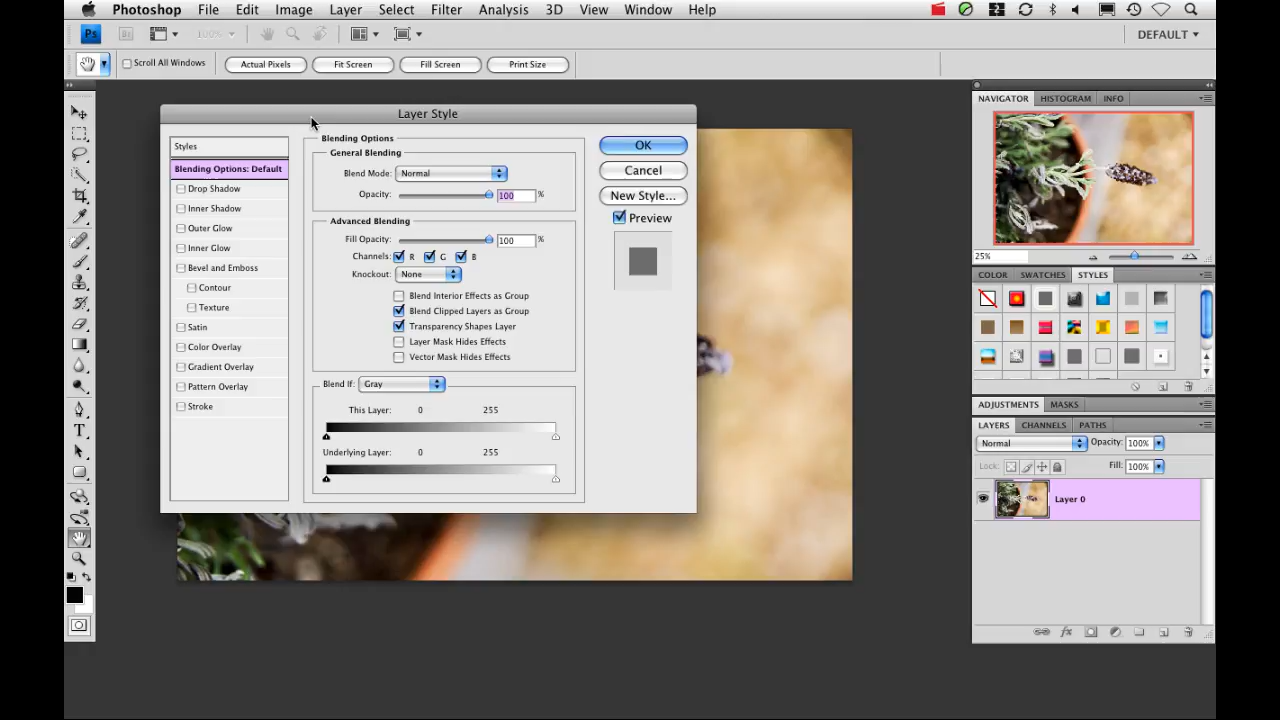 Photoshop File Edit Image Layer Select Filter Analysis 3D View Window Help
Ps Br 100% DEFAULT
Scroll All Windows Actual Pixels Fit Screen Fill Screen Print Size
NAVIGATOR HISTOGRAM INFO
Layer Style
Styles
Blending Options: Default
Drop Shadow
Inner Shadow
Outer Glow
Inner Glow
Bevel and Emboss
Contour
Texture
Satin
Color Overlay
Gradient Overlay
Pattern Overlay
Stroke
Blending Options
General Blending
Blend Mode: Normal
Opacity: 100 %
Advanced Blending
Fill Opacity: 100 %
Channels: R G B
Knockout: None
Blend Interior Effects as Group
Blend Clipped Layers as Group
Transparency Shapes Layer
Layer Mask Hides Effects
Vector Mask Hides Effects
Blend If: Gray
This Layer: 0 255
Underlying Layer: 0 255
OK
Cancel
New Style...
Preview
25%
COLOR SWATCHES STYLES
ADJUSTMENTS MASKS
LAYERS CHANNELS PATHS
Normal Opacity: 100%
Lock: Fill: 100%
Layer 0
fx